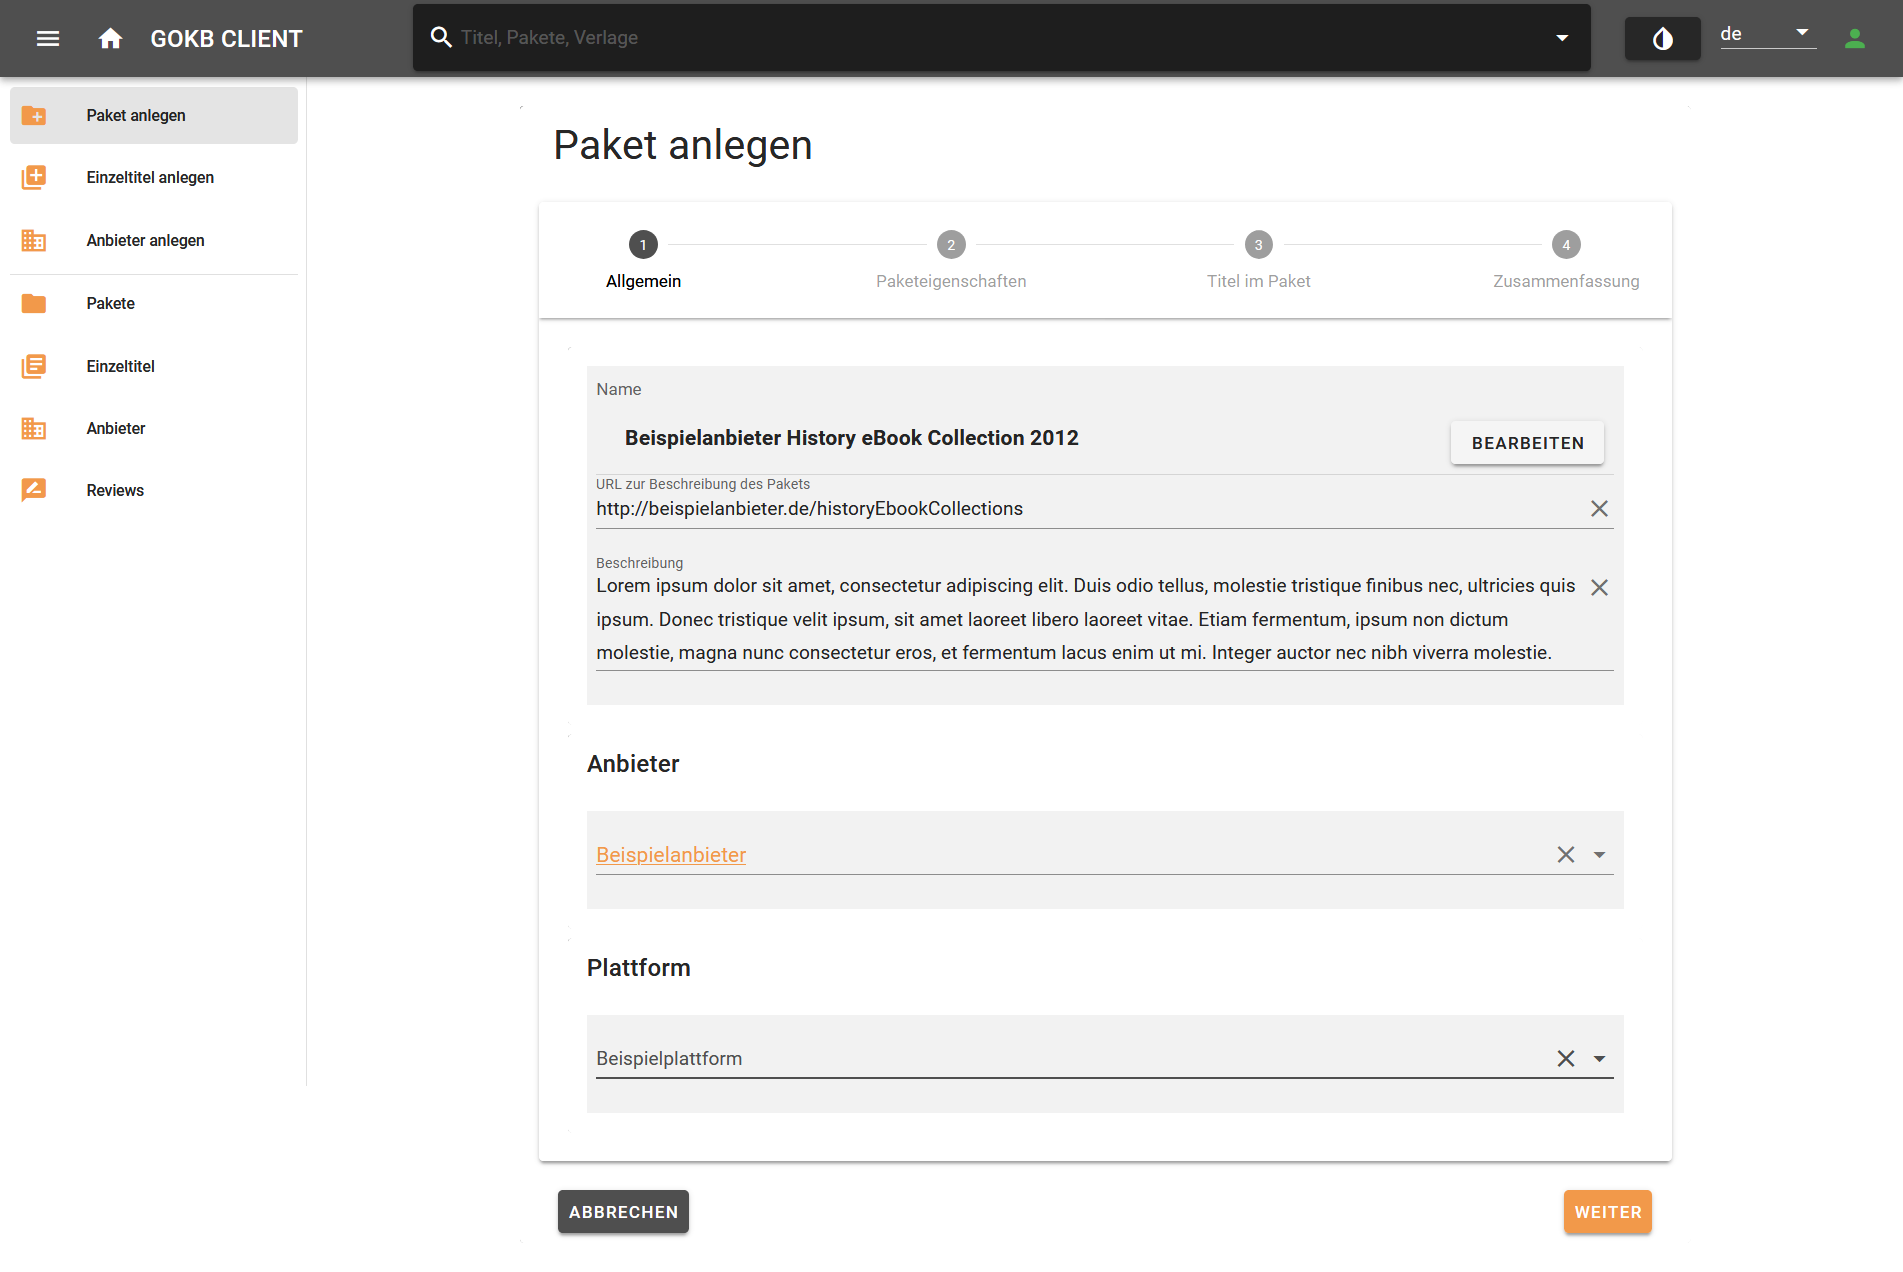 GOKB CLIENT
Titel, Pakete, Verlage
de
Paket anlegen
Einzeltitel anlegen
Anbieter anlegen
Pakete
Einzeltitel
Anbieter
Reviews
Paket anlegen
1
2
3
4
Allgemein
Paketeigenschaften
Titel im Paket
Zusammenfassung
Name
Beispielanbieter History eBook Collection 2012
BEARBEITEN
URL zur Beschreibung des Pakets
http://beispielanbieter.de/historyEbookCollections
Beschreibung
Lorem ipsum dolor sit amet, consectetur adipiscing elit. Duis odio tellus, molestie tristique finibus nec, ultricies quis
ipsum. Donec tristique velit ipsum, sit amet laoreet libero laoreet vitae. Etiam fermentum, ipsum non dictum
molestie, magna nunc consectetur eros, et fermentum lacus enim ut mi. Integer auctor nec nibh viverra molestie.
Anbieter
Beispielanbieter
Plattform
Beispielplattform
ABBRECHEN
WEITER